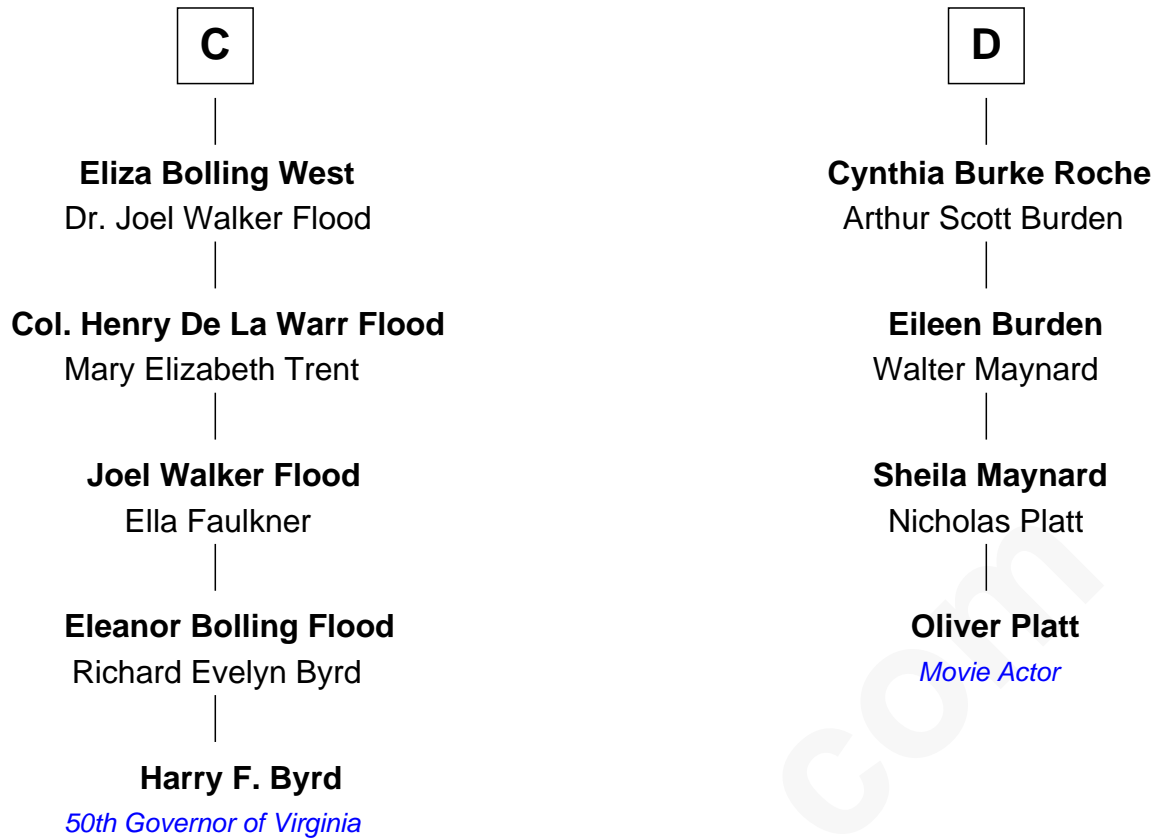 C
Eliza Bolling West
Dr. Joel Walker Flood
Col. Henry De La Warr Flood
Mary Elizabeth Trent
Joel Walker Flood
Ella Faulkner
Eleanor Bolling Flood
Richard Evelyn Byrd
Harry F. Byrd
50th Governor of Virginia
D
Cynthia Burke Roche
Arthur Scott Burden
Eileen Burden
Walter Maynard
Sheila Maynard
Nicholas Platt
Oliver Platt
Movie Actor
com